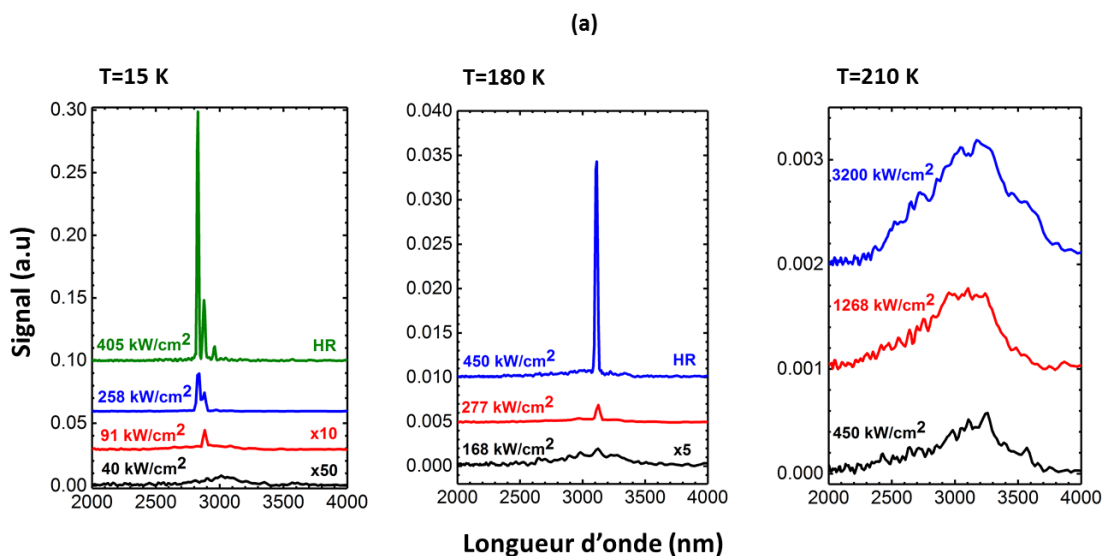 (a)
T=15 K
T=180 K
T=210 K
Signal (a.u)
0.30
0.25
0.20
0.15
0.10
0.05
0.00
405 kW/cm²
HR
258 kW/cm²
91 kW/cm²
x10
40 kW/cm²
x50
2000
2500
3000
3500
4000
0.040
0.035
0.030
0.025
0.020
0.015
0.010
0.005
0.000
450 kW/cm²
HR
277 kW/cm²
168 kW/cm²
x5
2000
2500
3000
3500
4000
0.003
0.002
0.001
0.000
3200 kW/cm²
1268 kW/cm²
450 kW/cm²
2000
2500
3000
3500
4000
Longueur d’onde (nm)